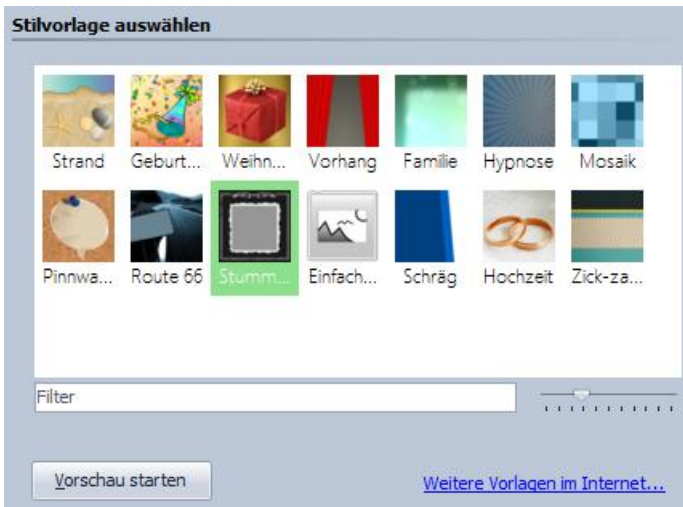 Stilvorlage auswählen
Strand Geburt... Weihn... Vorhang Familie Hypnose Mosaik
Pinnwa... Route 66 Stumm... Einfach... Schräg Hochzeit Zick-za...
Filter
Vorschau starten Weitere Vorlagen im Internet...